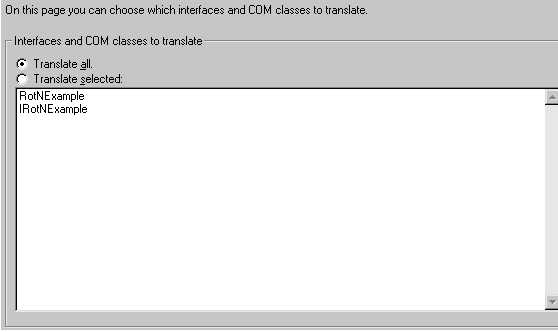 On this page you can choose which interfaces and COM classes to translate.
Interfaces and COM classes to translate
Translate all.
Translate selected:
RotNExample
IRotNExample